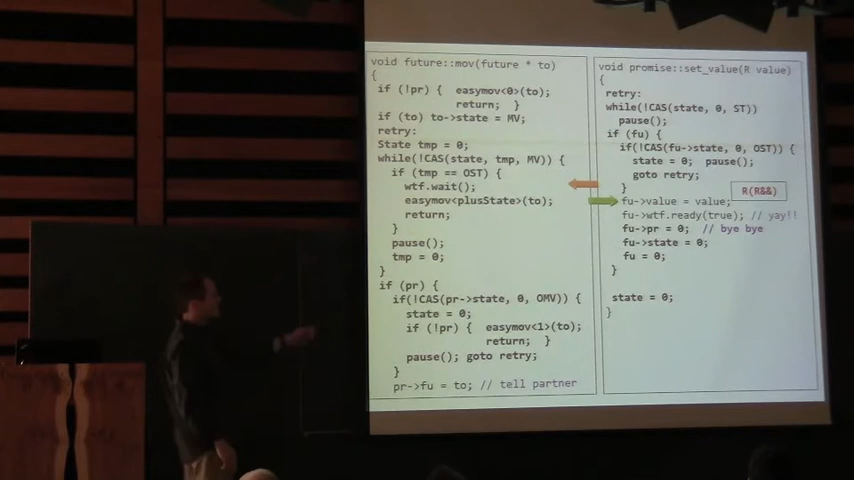 void future::mov(future * to)
{
if (!pr) { easymov<0>(to);
return; }
if (to) to->state = MV;
retry:
State tmp = 0;
while(!CAS(state, tmp, MV)) {
if (tmp == OST) {
wtf.wait();
easymov<plusState>(to);
return;
}
pause();
tmp = 0;
}
if (pr) {
if(!CAS(pr->state, 0, OMV)) {
state = 0;
if (!pr) { easymov<1>(to);
return; }
pause(); goto retry;
}
pr->fu = to; // tell partner
void promise::set_value(R value)
{
retry:
while(!CAS(state, 0, ST))
pause();
if (fu) {
if(!CAS(fu->state, 0, OST)) {
state = 0; pause();
goto retry;
}
R(R&&)
fu->value = value;
fu->wtf.ready(true); // yay!!
fu->pr = 0; // bye bye
fu->state = 0;
fu = 0;
}
state = 0;
}